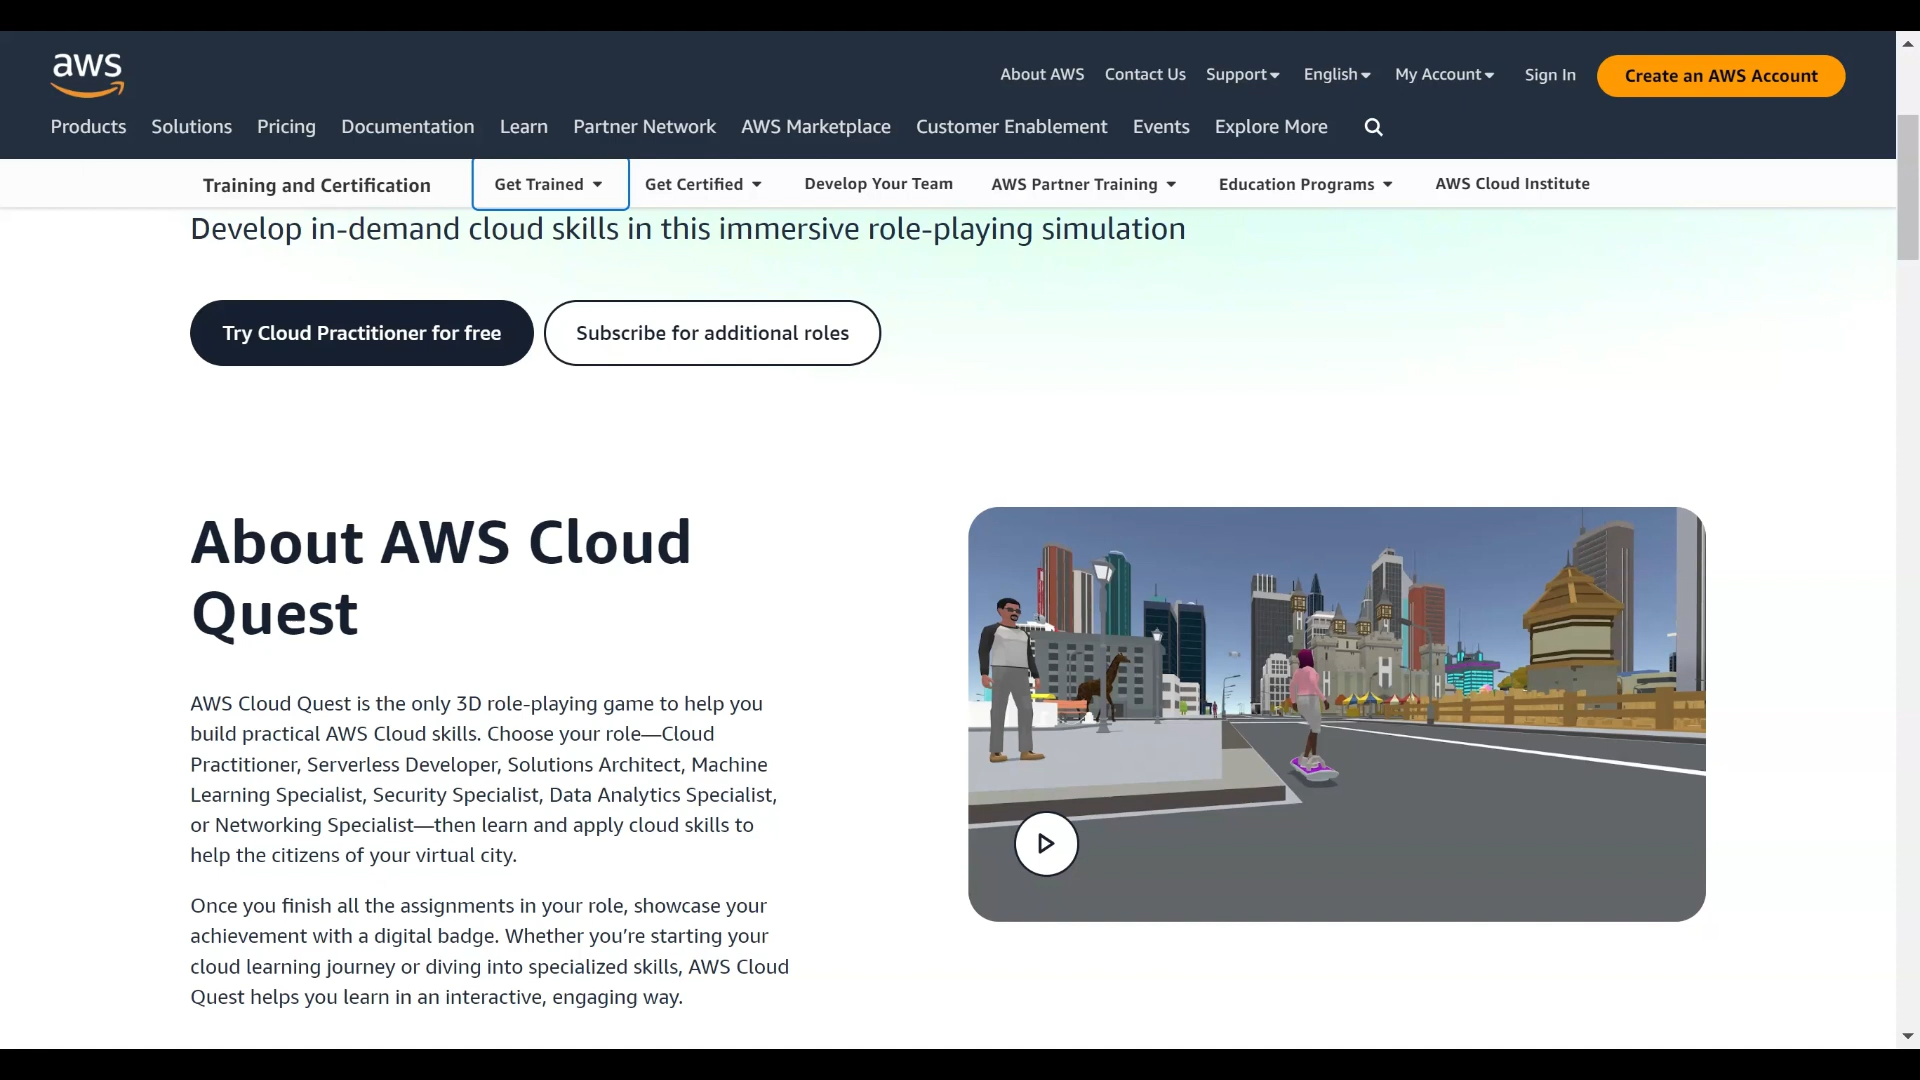 aws
About AWS Contact Us Support English My Account Sign In Create an AWS Account
Products Solutions Pricing Documentation Learn Partner Network AWS Marketplace Customer Enablement Events Explore More
Training and Certification Get Trained Get Certified Develop Your Team AWS Partner Training Education Programs AWS Cloud Institute
Develop in-demand cloud skills in this immersive role-playing simulation
Try Cloud Practitioner for free Subscribe for additional roles
About AWS Cloud
Quest
AWS Cloud Quest is the only 3D role-playing game to help you
build practical AWS Cloud skills. Choose your role—Cloud
Practitioner, Serverless Developer, Solutions Architect, Machine
Learning Specialist, Security Specialist, Data Analytics Specialist,
or Networking Specialist—then learn and apply cloud skills to
help the citizens of your virtual city.
Once you finish all the assignments in your role, showcase your
achievement with a digital badge. Whether you’re starting your
cloud learning journey or diving into specialized skills, AWS Cloud
Quest helps you learn in an interactive, engaging way.
H